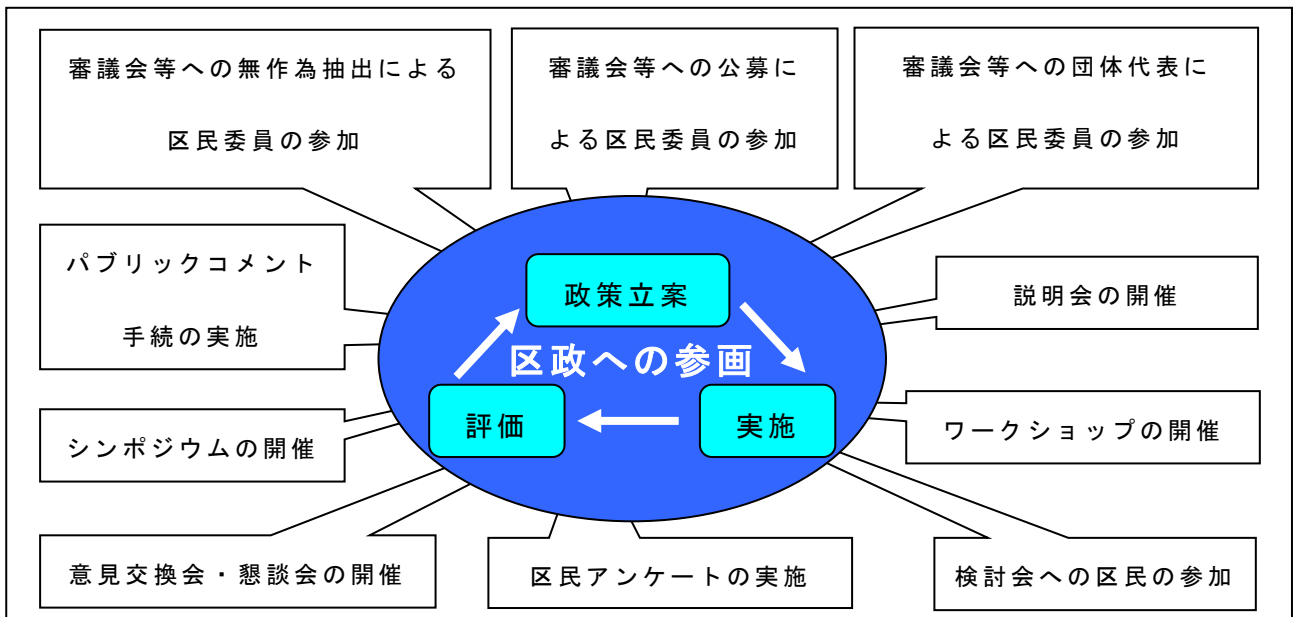 審議会等への無作為抽出による
区民委員の参加
審議会等への公募に
よる区民委員の参加
審議会等への団体代表に
よる区民委員の参加
パブリックコメント
手続の実施
政策立案
説明会の開催
区政への参画
評価
実施
シンポジウムの開催
ワークショップの開催
意見交換会・懇談会の開催
区民アンケートの実施
検討会への区民の参加